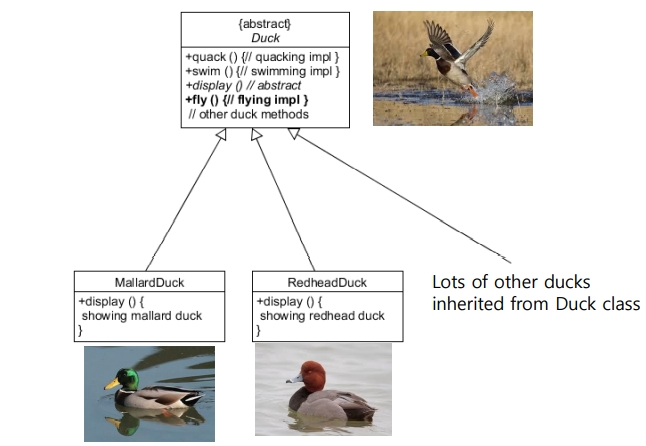 {abstract}
Duck
+quack () {// quacking impl }
+swim () {// swimming impl }
+display () // abstract
+fly () {// flying impl }
// other duck methods
MallardDuck
+display () {
showing mallard duck
}
RedheadDuck
+display () {
showing redhead duck
}
Lots of other ducks
inherited from Duck class